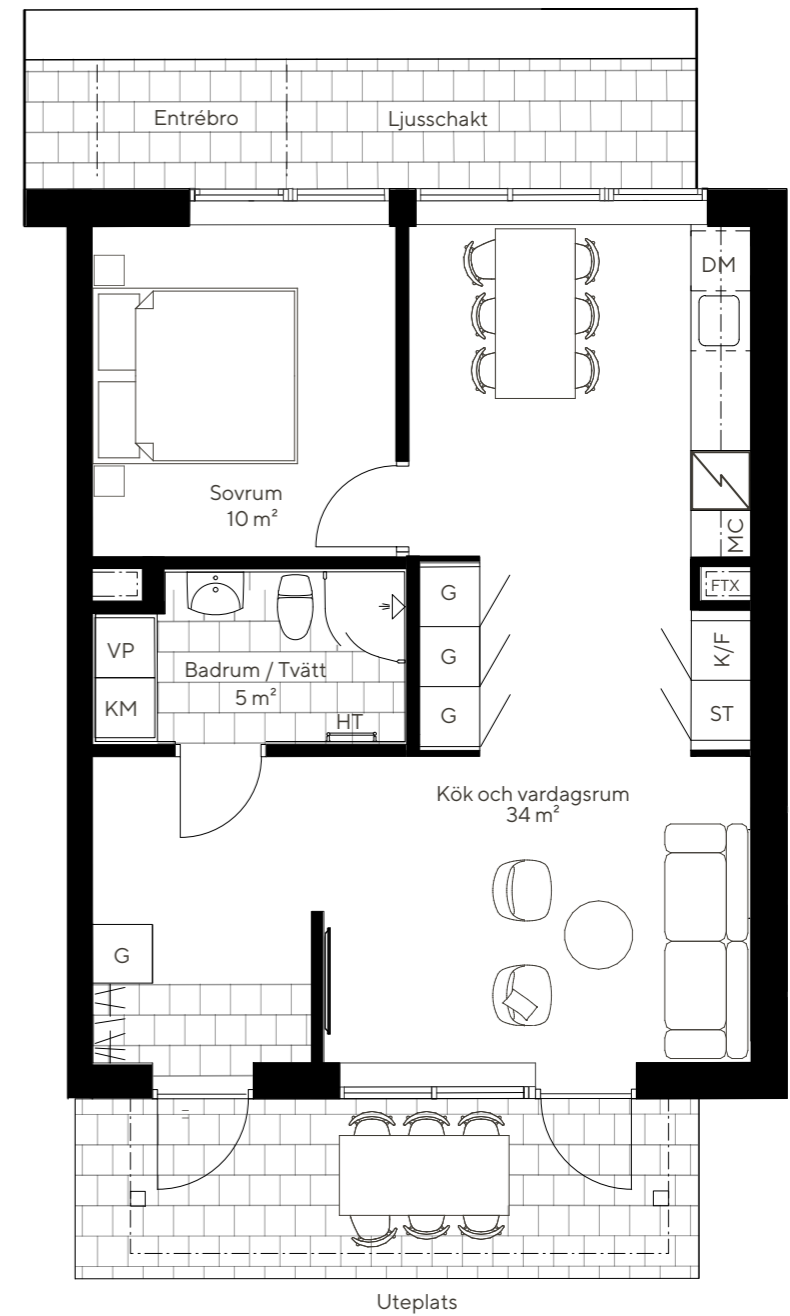 Entrébro
Ljusschakt
DM
Sovrum
10 m²
MC
G
FTX
VP
G
K/F
Badrum / Tvätt
5 m²
KM
G
ST
HT
Kök och vardagsrum
34 m²
G
Uteplats